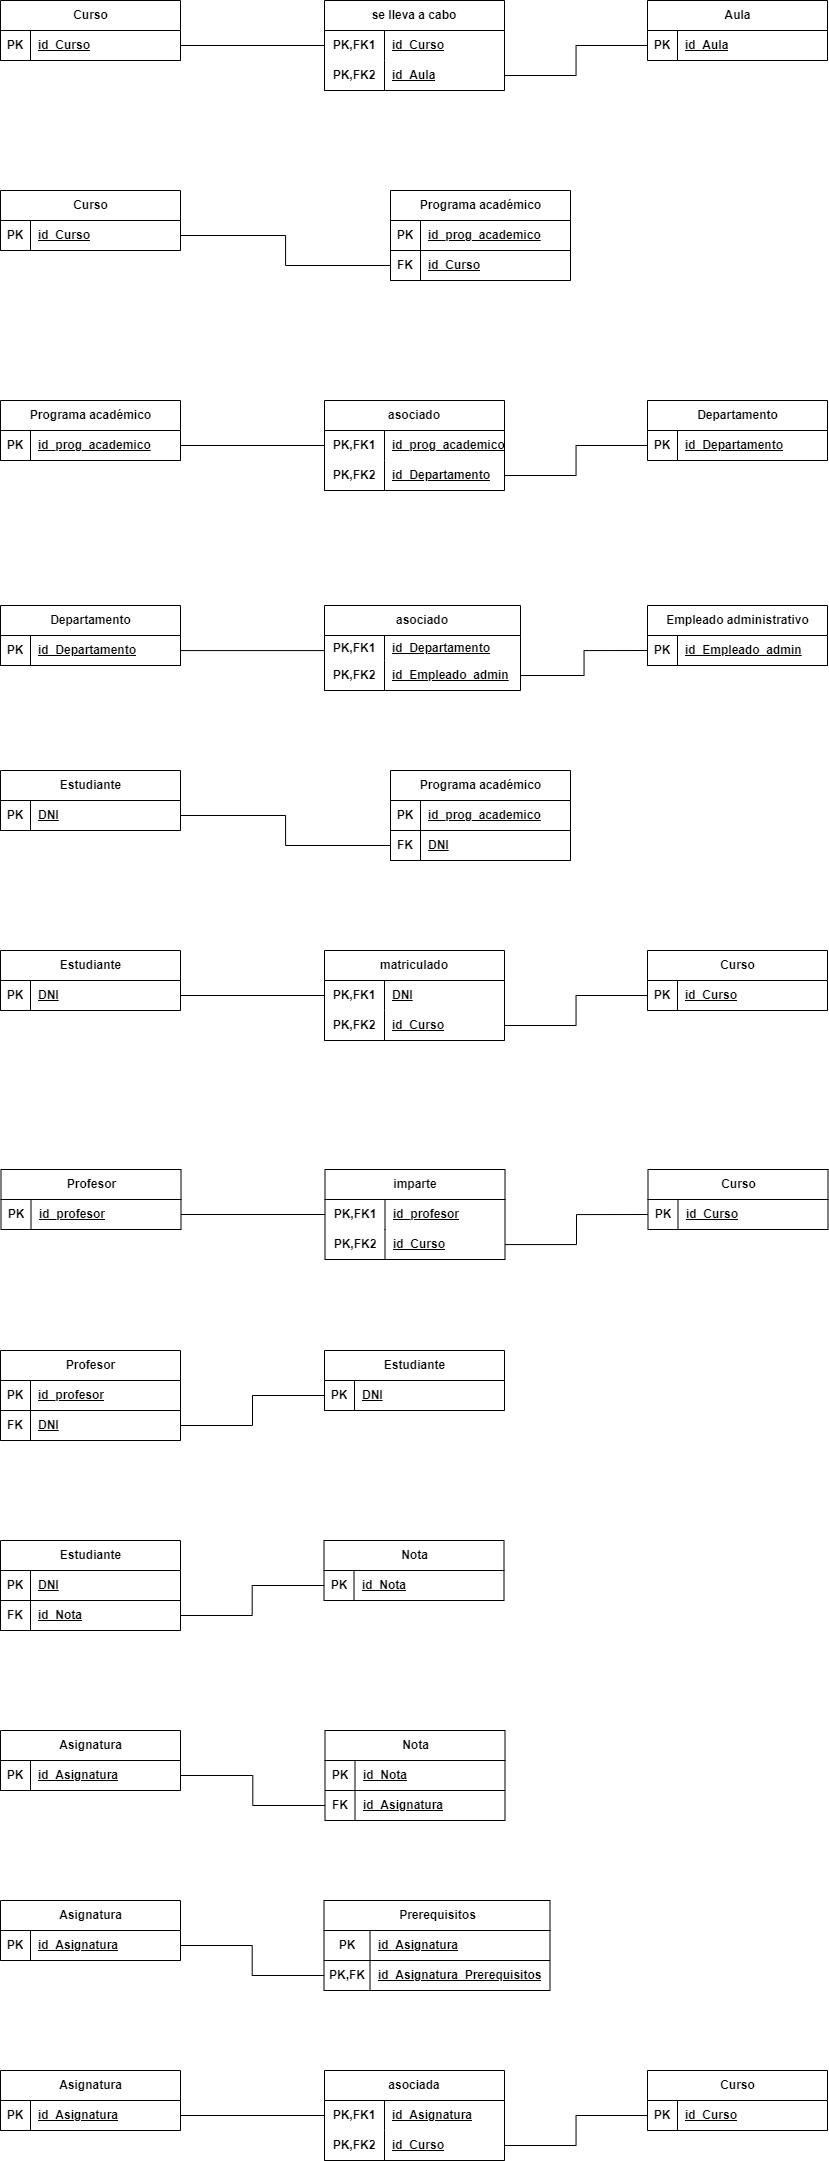 Curso
PK id_Curso
se lleva a cabo
PK,FK1 id_Curso
PK,FK2 id_Aula
Aula
PK id_Aula
Curso
PK id_Curso
Programa académico
PK id_prog_academico
FK id_Curso
Programa académico
PK id_prog_academico
asociado
PK,FK1 id_prog_academico
PK,FK2 id_Departamento
Departamento
PK id_Departamento
Departamento
PK id_Departamento
asociado
PK,FK1 id_Departamento
PK,FK2 id_Empleado_admin
Empleado administrativo
PK id_Empleado_admin
Estudiante
PK DNI
Programa académico
PK id_prog_academico
FK DNI
Estudiante
PK DNI
matriculado
PK,FK1 DNI
PK,FK2 id_Curso
Curso
PK id_Curso
Profesor
PK id_profesor
imparte
PK,FK1 id_profesor
PK,FK2 id_Curso
Curso
PK id_Curso
Profesor
PK id_profesor
FK DNI
Estudiante
PK DNI
Estudiante
PK DNI
FK id_Nota
Nota
PK id_Nota
Asignatura
PK id_Asignatura
Nota
PK id_Nota
FK id_Asignatura
Asignatura
PK id_Asignatura
Prerequisitos
PK id_Asignatura
PK,FK id_Asignatura_Prerequisitos
Asignatura
PK id_Asignatura
asociada
PK,FK1 id_Asignatura
PK,FK2 id_Curso
Curso
PK id_Curso